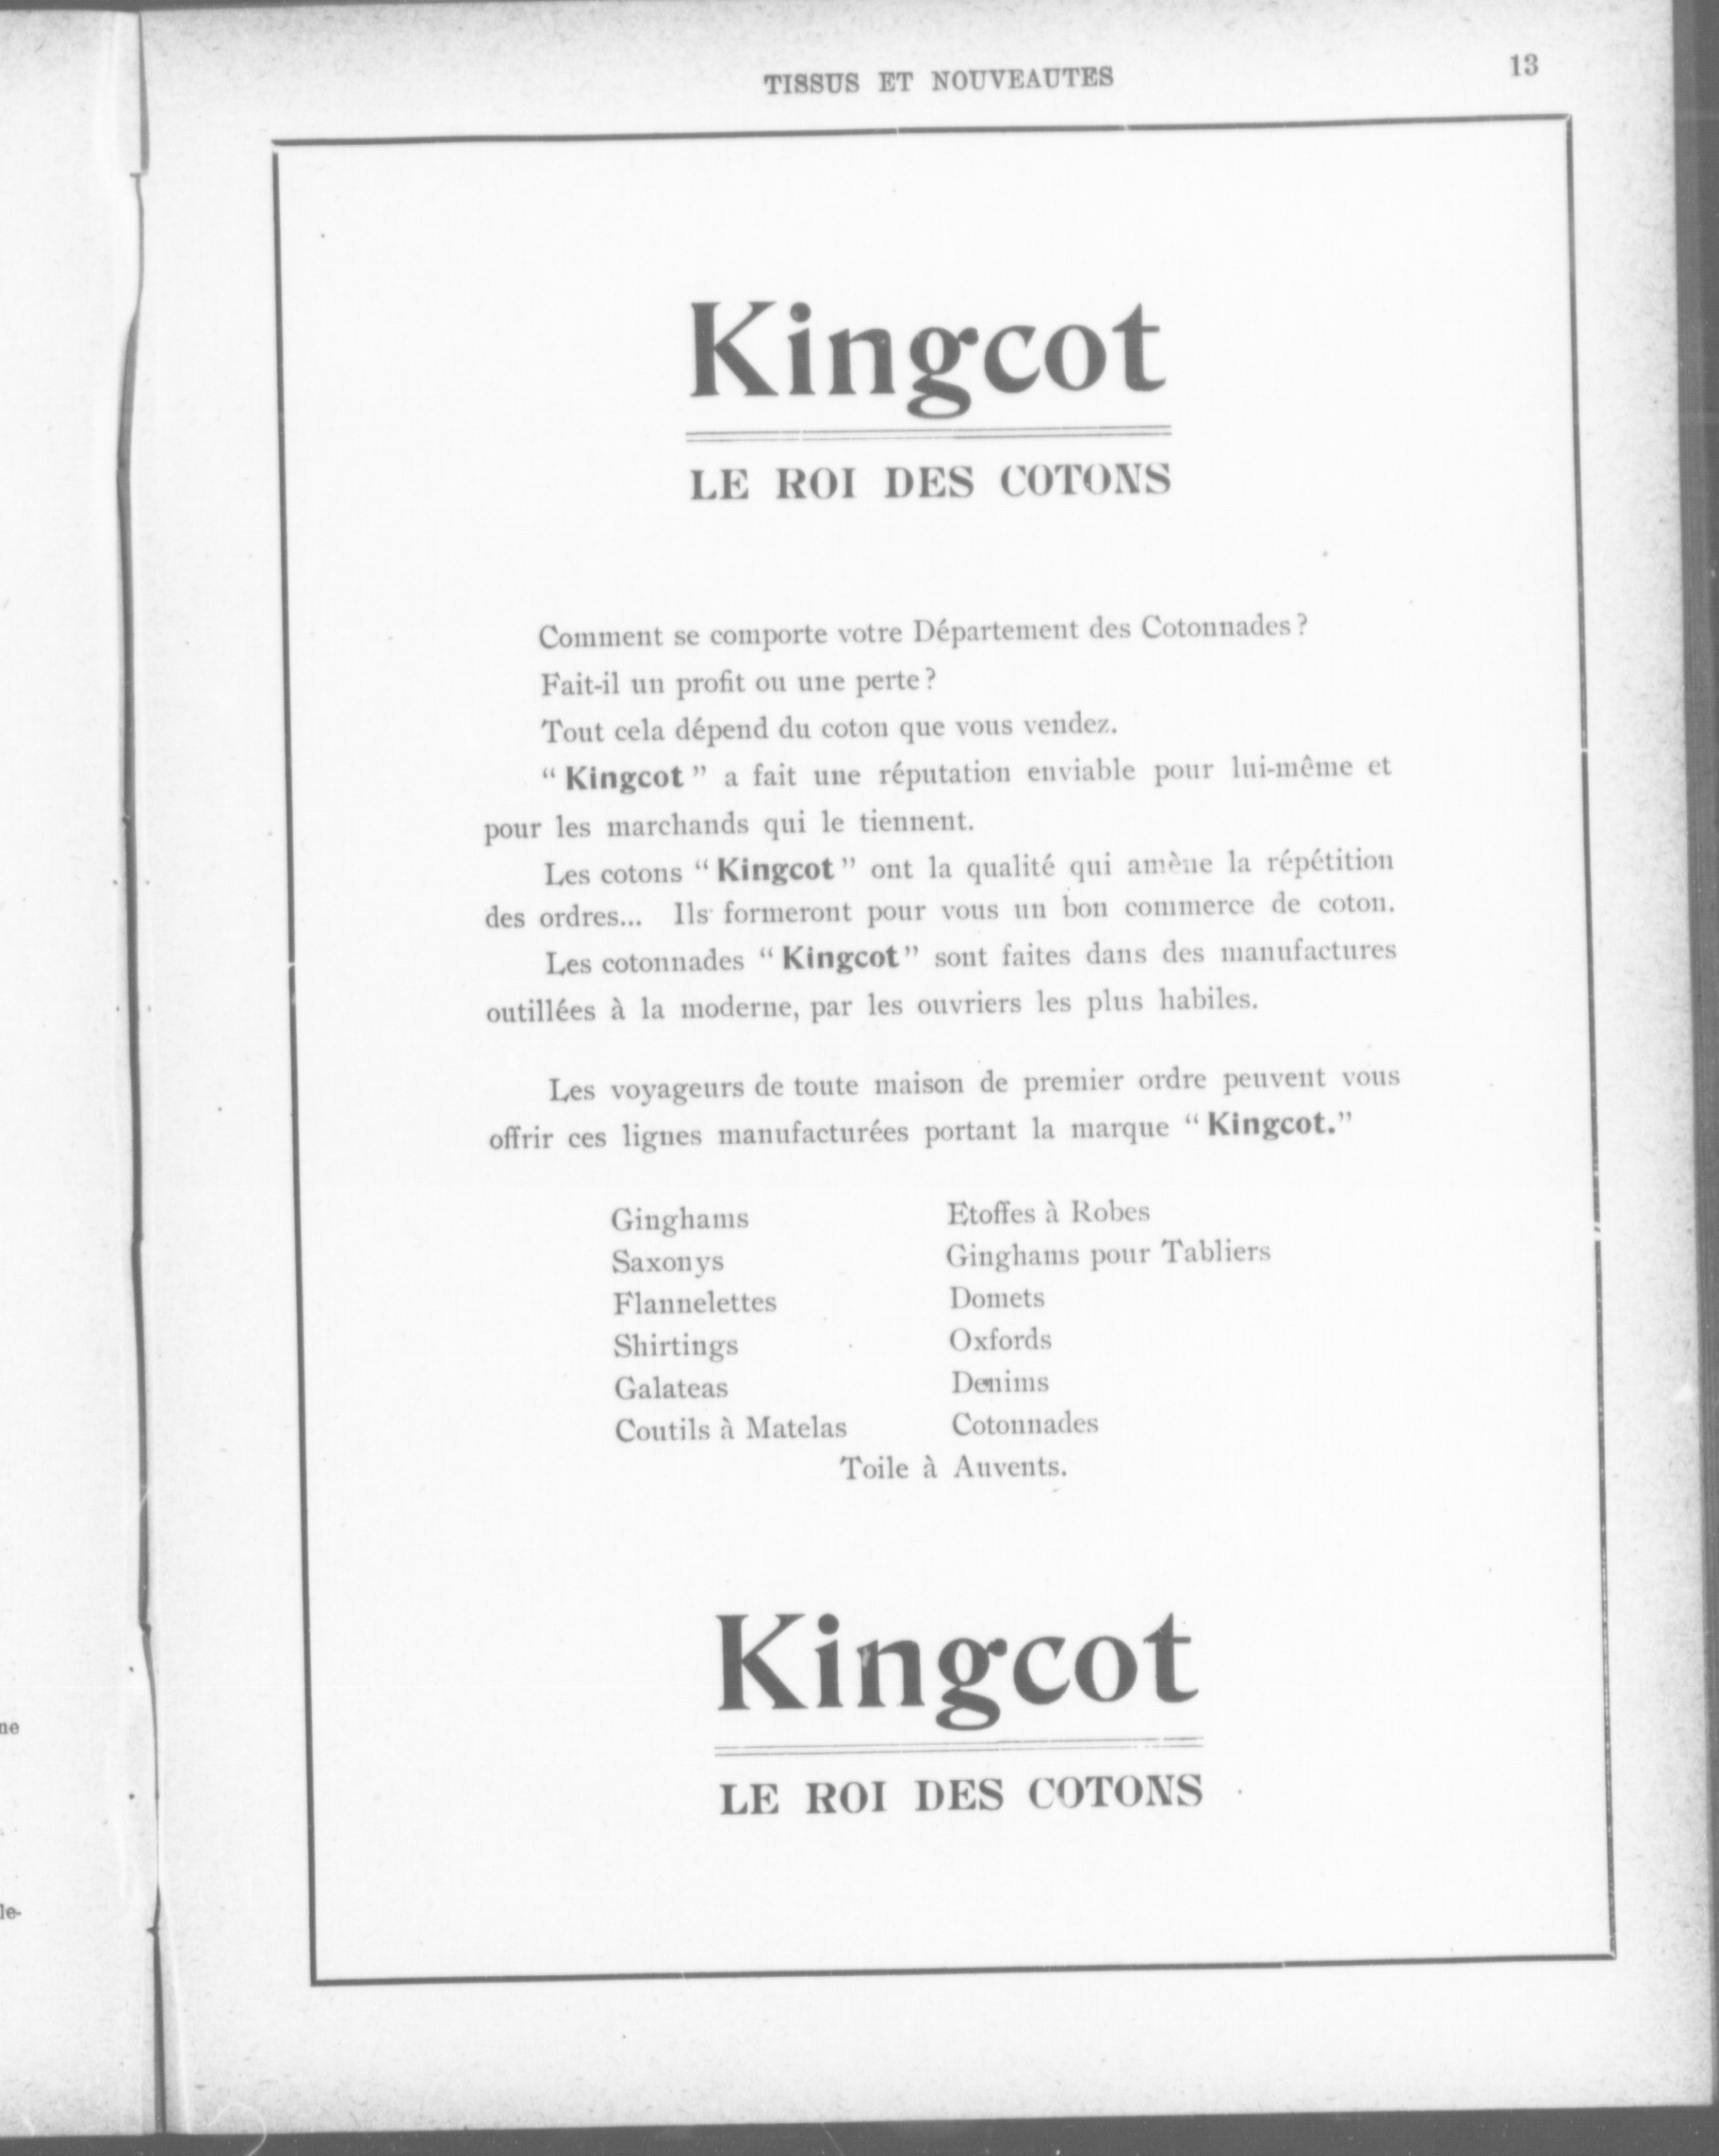 TISSUS ET NOUVEAUTES
13
Kingcot
LE ROI DES COTONS
Comment se comporte votre Département des Cotonnades?
Fait-il un profit ou une perte?
Tout cela dépend du coton que vous vendez.
“Kingcot” a fait une réputation enviable pour lui-même et
pour les marchands qui le tiennent.
Les cotons “Kingcot” ont la qualité qui amène la répétition
des ordres... Ils formeront pour vous un bon commerce de coton.
Les cotonnades “Kingcot” sont faites dans des manufactures
outillées à la moderne, par les ouvriers les plus habiles.
Les voyageurs de toute maison de premier ordre peuvent vous
offrir ces lignes manufacturées portant la marque “Kingcot.”
Ginghams
Saxonys
Flannelettes
Shirtings
Galateas
Coutils à Matelas
Etoffes à Robes
Ginghams pour Tabliers
Domets
Oxfords
Denims
Cotonnades
Toile à Auvents.
Kingcot
LE ROI DES COTONS